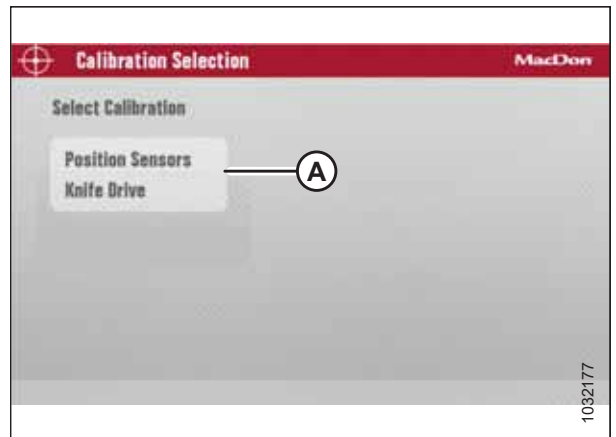 Calibration Selection
MacDon
Select Calibration
Position Sensors
A
Knife Drive
1032177